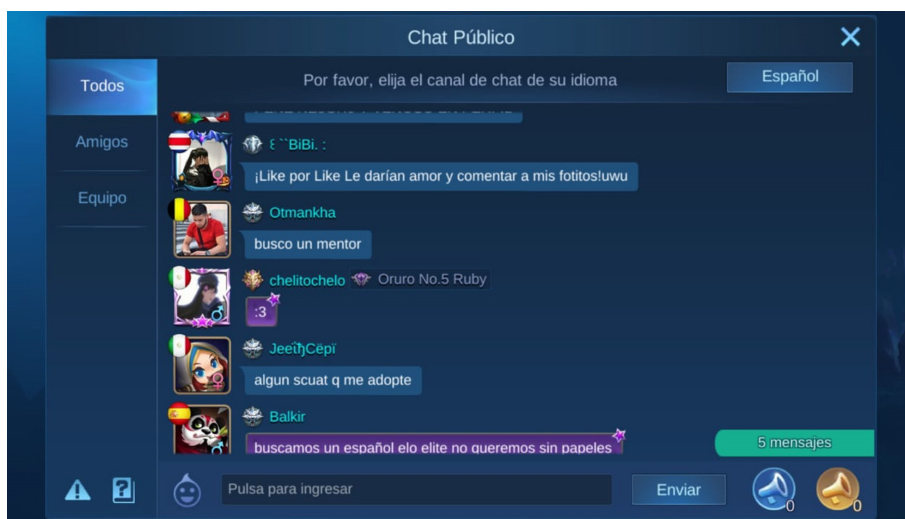 Chat Público
Todos
Por favor, elija el canal de chat de su idioma
Español
Amigos
꒰ ``BiBi. :
¡Like por Like Le darían amor y comentar a mis fotitos!uwu
Equipo
Otmankha
busco un mentor
chelitochelo Oruro No.5 Ruby
:3
JeeîђCëpï
algun scuat q me adopte
Balkir
buscamos un español elo elite no queremos sin papeles
5 mensajes
Pulsa para ingresar
Enviar
0
0